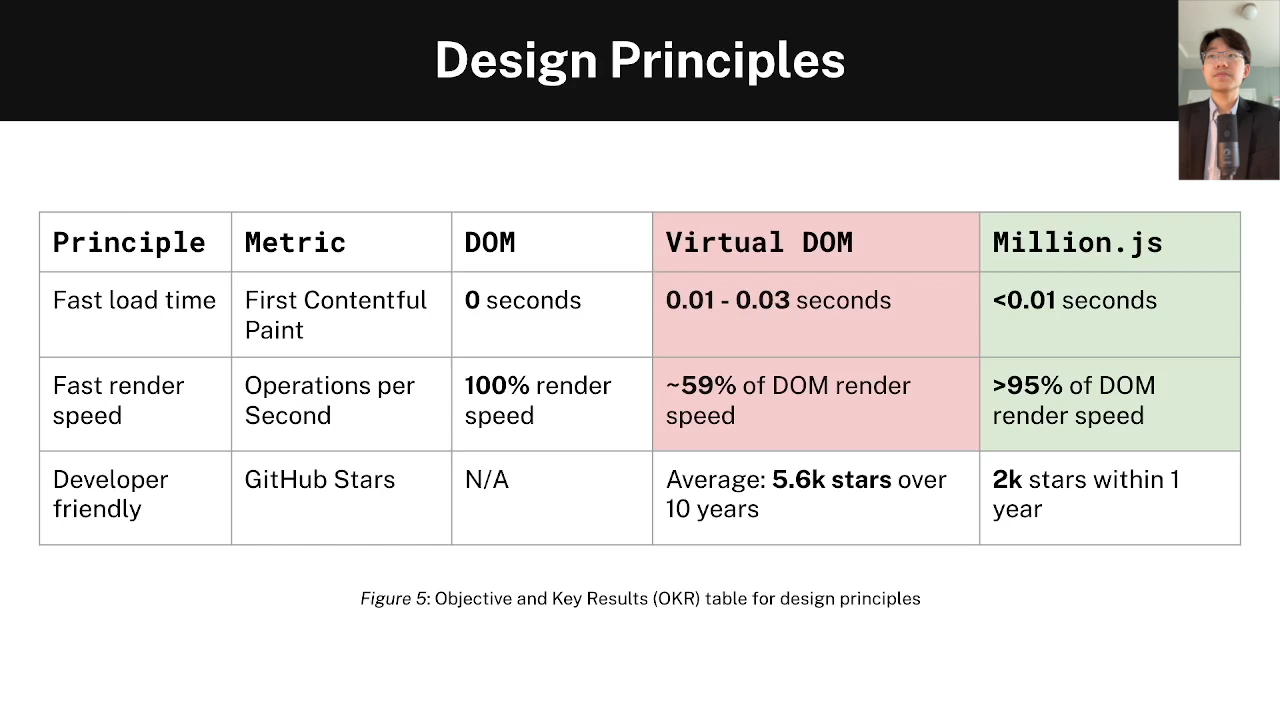 Design Principles
Principle
Metric
DOM
Virtual DOM
Million.js
Fast load time
First Contentful
Paint
0 seconds
0.01 - 0.03 seconds
<0.01 seconds
Fast render
speed
Operations per
Second
100% render
speed
~59% of DOM render
speed
>95% of DOM
render speed
Developer
friendly
GitHub Stars
N/A
Average: 5.6k stars over
10 years
2k stars within 1
year
Figure 5: Objective and Key Results (OKR) table for design principles